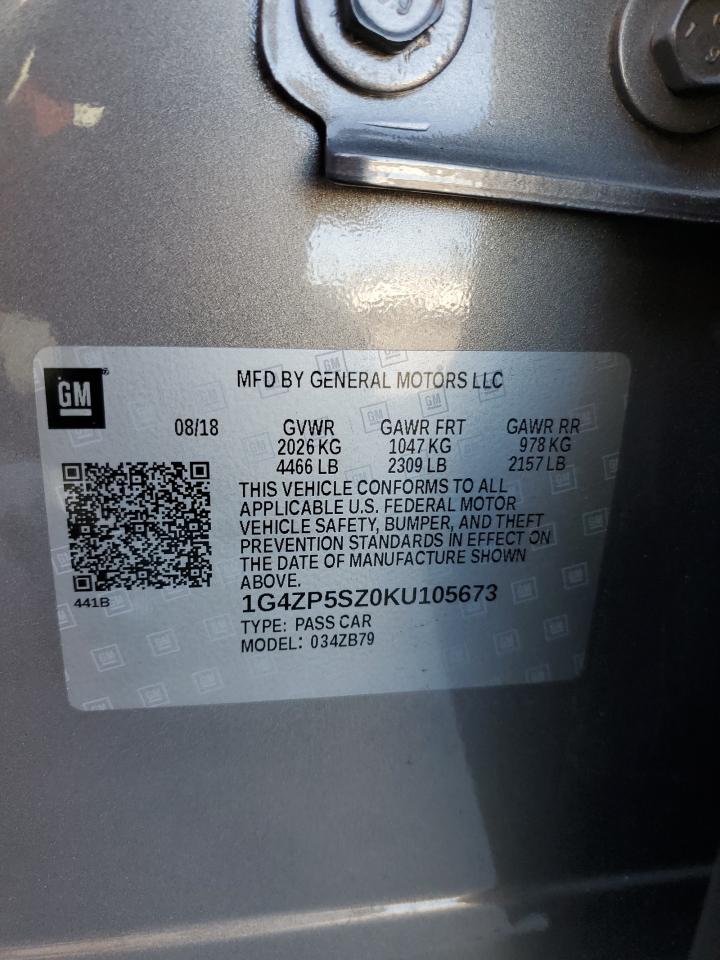 GM
MFD BY GENERAL MOTORS LLC
08/18 GVWR GAWR FRT GAWR RR
2026 KG 1047 KG 978 KG
4466 LB 2309 LB 2157 LB
THIS VEHICLE CONFORMS TO ALL
APPLICABLE U.S. FEDERAL MOTOR
VEHICLE SAFETY, BUMPER, AND THEFT
PREVENTION STANDARDS IN EFFECT ON
THE DATE OF MANUFACTURE SHOWN
ABOVE.
441B
1G4ZP5SZ0KU105673
TYPE: PASS CAR
MODEL: 034ZB79